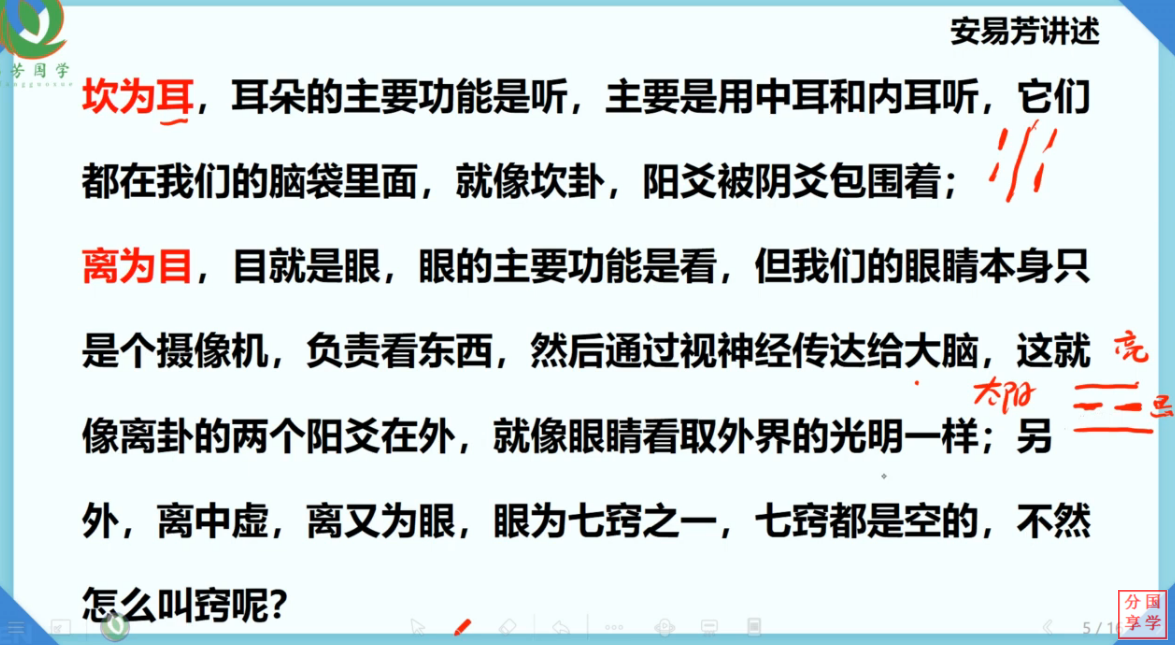 安易芳讲述
芳国学
坎为耳，耳朵的主要功能是听，主要是用中耳和内耳听，它们
都在我们的脑袋里面，就像坎卦，阳爻被阴爻包围着；
离为目，目就是眼，眼的主要功能是看，但我们的眼睛本身只
是个摄像机，负责看东西，然后通过视神经传达给大脑，这就
亮
太阳
像离卦的两个阳爻在外，就像眼睛看取外界的光明一样；另
外，离中虚，离又为眼，眼为七窍之一，七窍都是空的，不然
怎么叫窍呢？
5 / 1
分国
享学